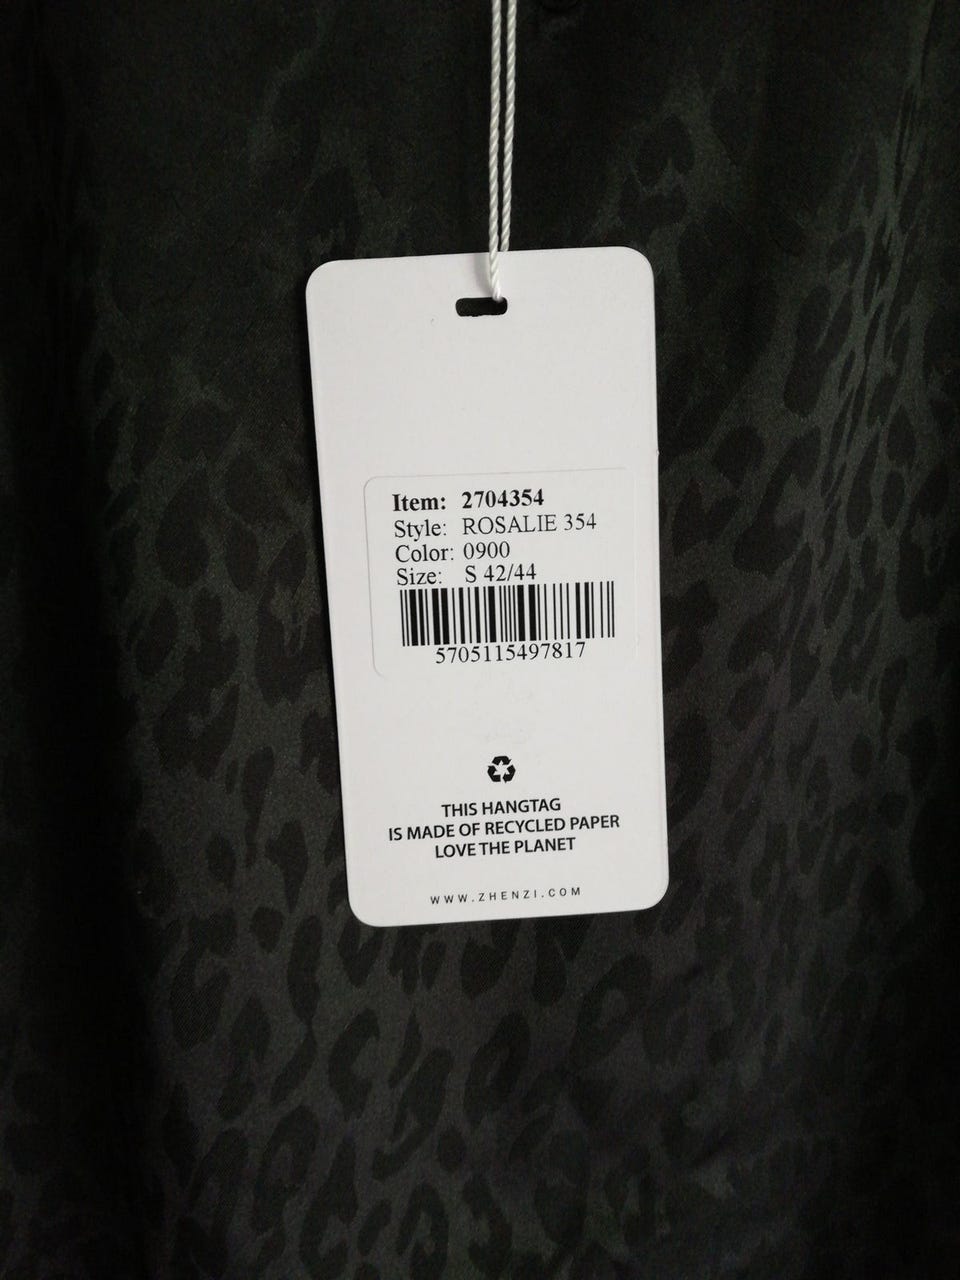 Item: 2704354
Style: ROSALIE 354
Color: 0900
Size: S 42/44
5705115497817
THIS HANGTAG
IS MADE OF RECYCLED PAPER
LOVE THE PLANET
WWW.ZHENZI.COM